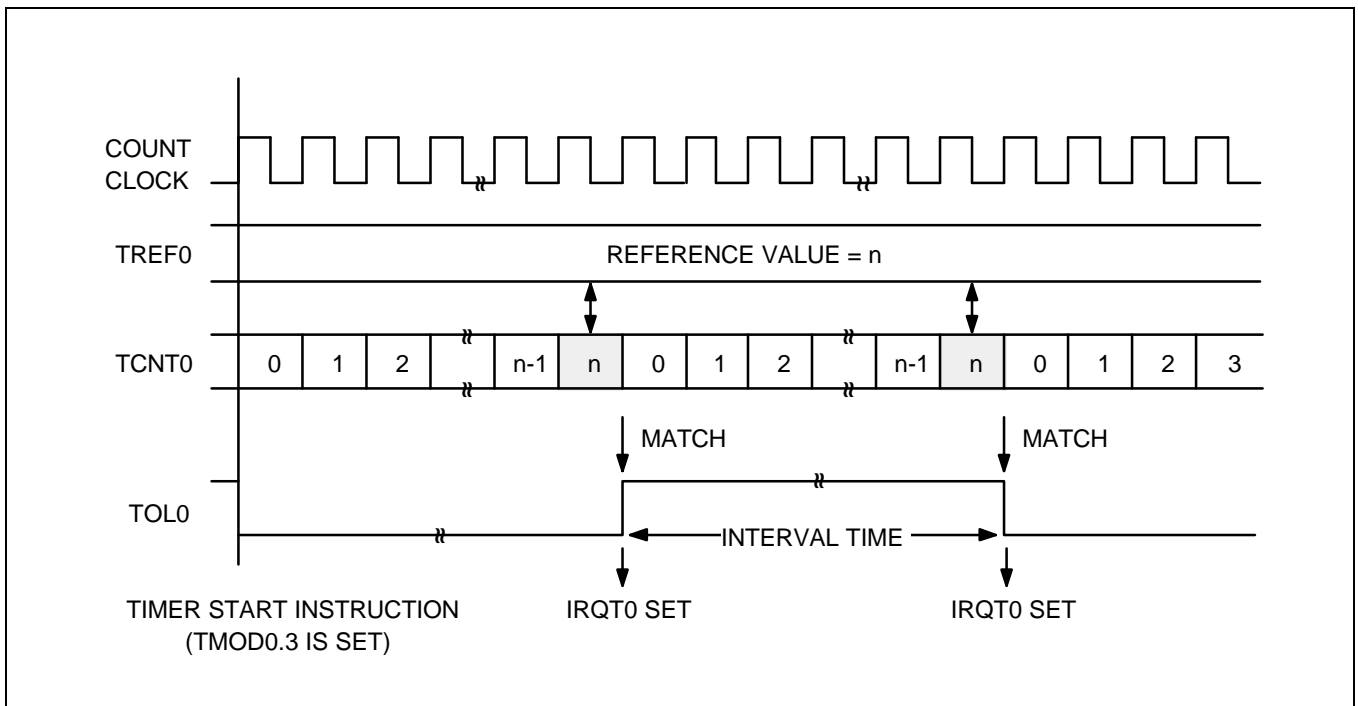 COUNT
CLOCK
TREF0
REFERENCE VALUE = n
TCNT0
0 1 2 n-1 n 0 1 2 n-1 n 0 1 2 3
MATCH MATCH
TOL0
INTERVAL TIME
TIMER START INSTRUCTION
(TMOD0.3 IS SET)
IRQT0 SET IRQT0 SET